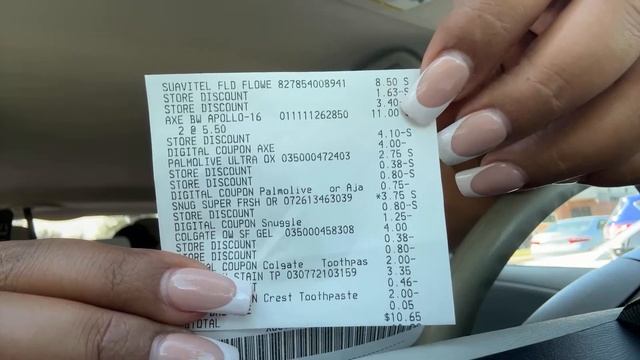 SUAVITEL FLD FLOWE 827854008941 8.50 S
STORE DISCOUNT 1.63-S
STORE DISCOUNT 3.40-
AXE BW APOLLO-16 011111262850 11.00
2 @ 5.50
STORE DISCOUNT 4.10-S
DIGITAL COUPON AXE 4.00-
PALMOLIVE ULTRA OX 035000472403 2.75 S
STORE DISCOUNT 0.38-S
STORE DISCOUNT 0.80-S
DIGITAL COUPON Palmolive or Aja 0.75-
SNUG SUPER FRSH OR 072613463039 *3.75 S
STORE DISCOUNT 0.80-S
DIGITAL COUPON Snuggle 1.25-
COLGATE OW SF GEL 035000458308 4.00
STORE DISCOUNT 0.38-
STORE DISCOUNT 0.80-
COUPON Colgate Toothpas 2.00-
STAIN TP 030772103159 3.35
0.46-
Crest Toothpaste 2.00-
0.05
$10.65